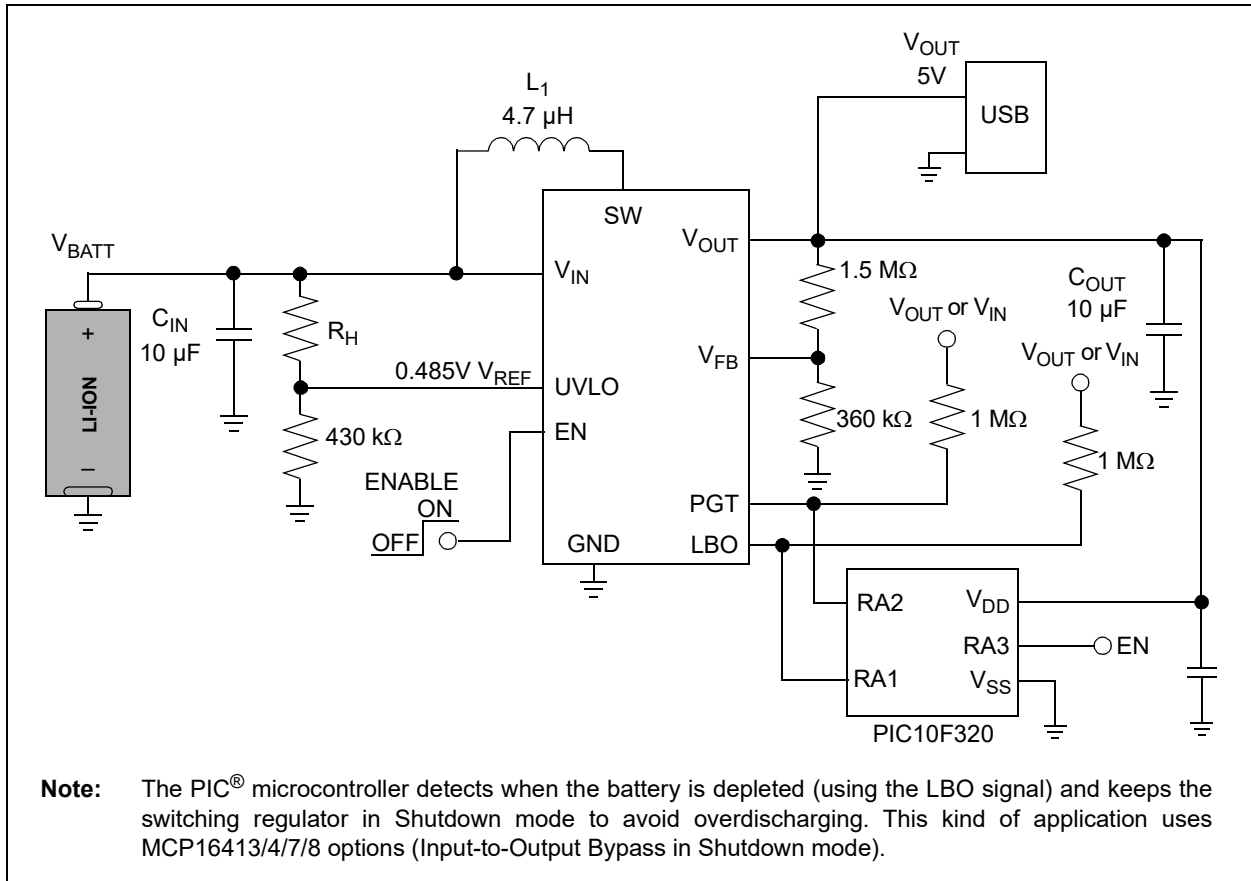 V_OUT
5V
USB
L_1
4.7 µH
SW
V_OUT
V_BATT
V_IN
1.5 MΩ
C_OUT
10 µF
V_OUT or V_IN
V_OUT or V_IN
C_IN
10 µF
R_H
V_FB
+
LI-ION
–
0.485V V_REF
UVLO
430 kΩ
EN
360 kΩ
1 MΩ
1 MΩ
ENABLE
ON
OFF
PGT
GND
LBO
RA2
V_DD
RA3
EN
RA1
V_SS
PIC10F320
Note: The PIC® microcontroller detects when the battery is depleted (using the LBO signal) and keeps the
switching regulator in Shutdown mode to avoid overdischarging. This kind of application uses
MCP16413/4/7/8 options (Input-to-Output Bypass in Shutdown mode).